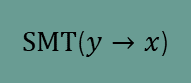 SMT(y → x)